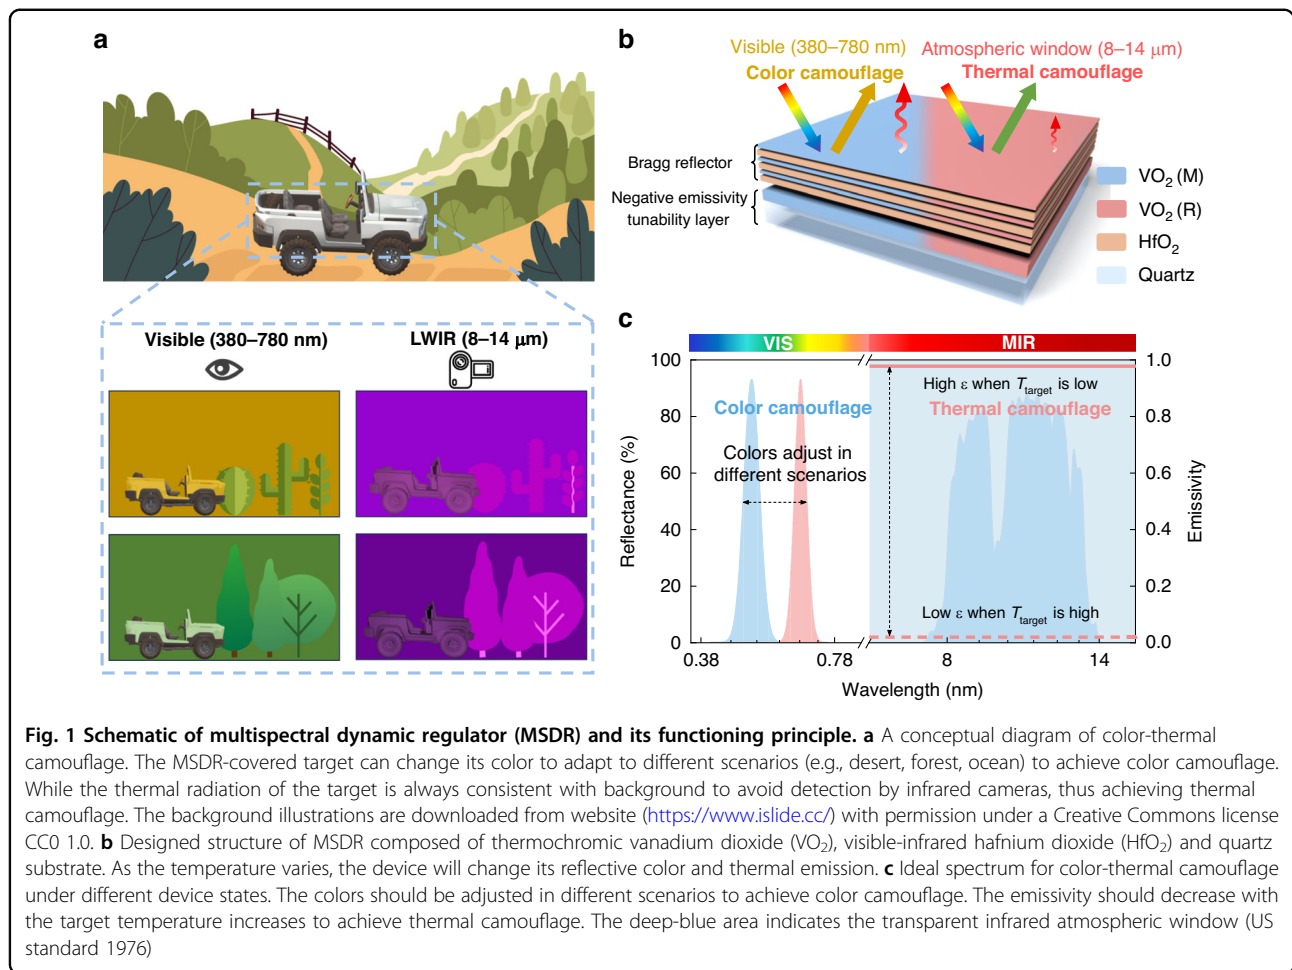 a
Visible (380–780 nm)
LWIR (8–14 μm)
b
Visible (380–780 nm)
Color camouflage
Atmospheric window (8–14 μm)
Thermal camouflage
Bragg reflector
Negative emissivity
tunability layer
VO₂ (M)
VO₂ (R)
HfO₂
Quartz
c
VIS
MIR
100
80
60
40
20
0
Reflectance (%)
Color camouflage
Colors adjust in
different scenarios
High ε when T_target is low
Thermal camouflage
Low ε when T_target is high
1.0
0.8
0.6
0.4
0.2
0.0
Emissivity
0.38
0.78
8
14
Wavelength (nm)
Fig. 1 Schematic of multispectral dynamic regulator (MSDR) and its functioning principle. a A conceptual diagram of color-thermal
camouflage. The MSDR-covered target can change its color to adapt to different scenarios (e.g., desert, forest, ocean) to achieve color camouflage.
While the thermal radiation of the target is always consistent with background to avoid detection by infrared cameras, thus achieving thermal
camouflage. The background illustrations are downloaded from website (https://www.islide.cc/) with permission under a Creative Commons license
CC0 1.0. b Designed structure of MSDR composed of thermochromic vanadium dioxide (VO₂), visible-infrared hafnium dioxide (HfO₂) and quartz
substrate. As the temperature varies, the device will change its reflective color and thermal emission. c Ideal spectrum for color-thermal camouflage
under different device states. The colors should be adjusted in different scenarios to achieve color camouflage. The emissivity should decrease with
the target temperature increases to achieve thermal camouflage. The deep-blue area indicates the transparent infrared atmospheric window (US
standard 1976)